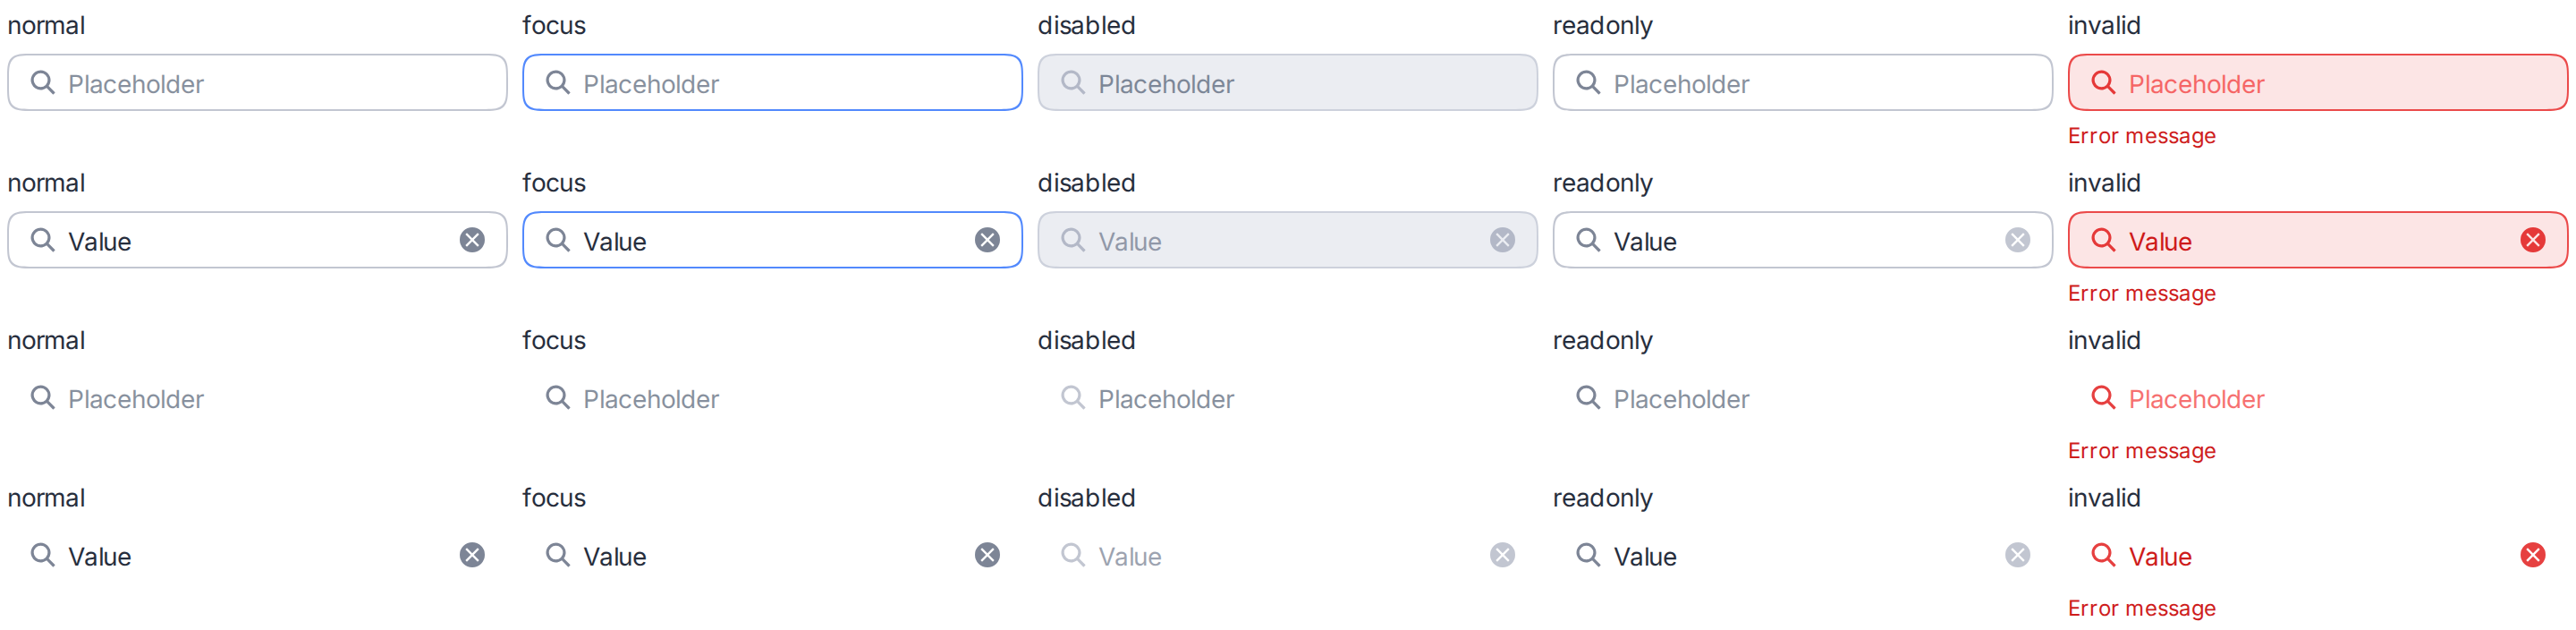 normal focus disabled readonly invalid
Placeholder Placeholder Placeholder Placeholder Placeholder
Error message
normal focus disabled readonly invalid
Value Value Value Value Value
Error message
normal focus disabled readonly invalid
Placeholder Placeholder Placeholder Placeholder Placeholder
Error message
normal focus disabled readonly invalid
Value Value Value Value Value
Error message